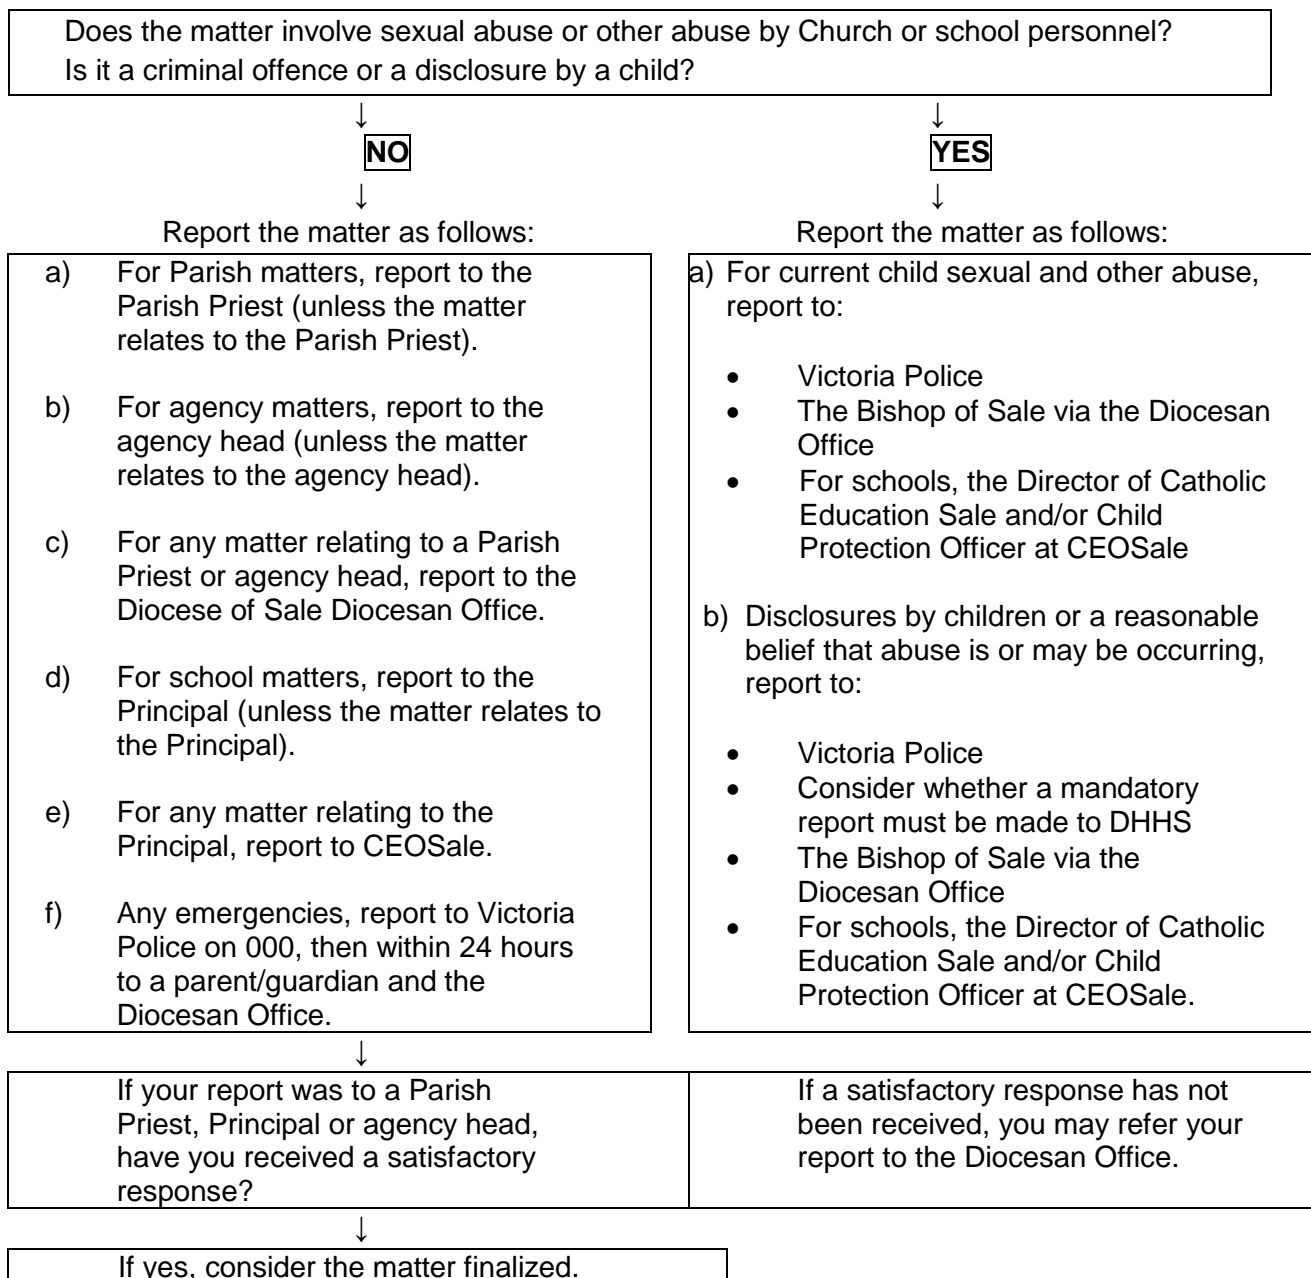 Does the matter involve sexual abuse or other abuse by Church or school personnel?
Is it a criminal offence or a disclosure by a child?
↓
↓
NO
YES
↓
↓
Report the matter as follows:
a) For Parish matters, report to the
Parish Priest (unless the matter
relates to the Parish Priest).
b) For agency matters, report to the
agency head (unless the matter
relates to the agency head).
c) For any matter relating to a Parish
Priest or agency head, report to the
Diocese of Sale Diocesan Office.
d) For school matters, report to the
Principal (unless the matter relates to
the Principal).
e) For any matter relating to the
Principal, report to CEOSale.
f) Any emergencies, report to Victoria
Police on 000, then within 24 hours
to a parent/guardian and the
Diocesan Office.
Report the matter as follows:
a) For current child sexual and other abuse,
report to:
• Victoria Police
• The Bishop of Sale via the Diocesan
Office
• For schools, the Director of Catholic
Education Sale and/or Child
Protection Officer at CEOSale
b) Disclosures by children or a reasonable
belief that abuse is or may be occurring,
report to:
• Victoria Police
• Consider whether a mandatory
report must be made to DHHS
• The Bishop of Sale via the
Diocesan Office
• For schools, the Director of Catholic
Education Sale and/or Child
Protection Officer at CEOSale.
↓
If your report was to a Parish
Priest, Principal or agency head,
have you received a satisfactory
response?
If a satisfactory response has not
been received, you may refer your
report to the Diocesan Office.
↓
If yes, consider the matter finalized.